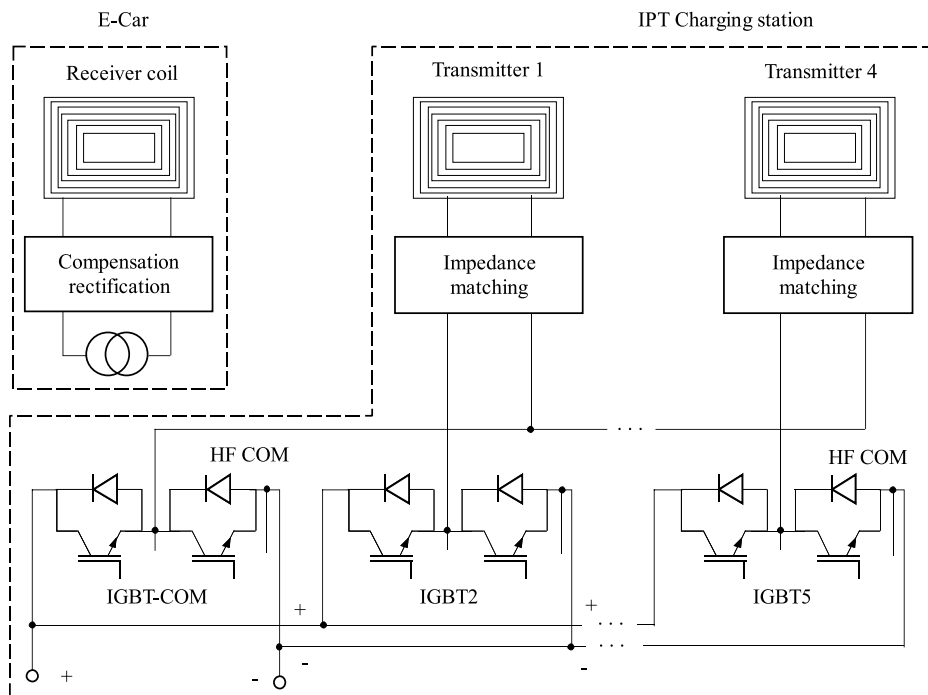 E-Car
IPT Charging station
Receiver coil
Transmitter 1
Transmitter 4
Compensation
rectification
Impedance
matching
Impedance
matching
. . .
HF COM
HF COM
IGBT-COM
IGBT2
IGBT5
+
+
. . .
. . .
-
-
+
-